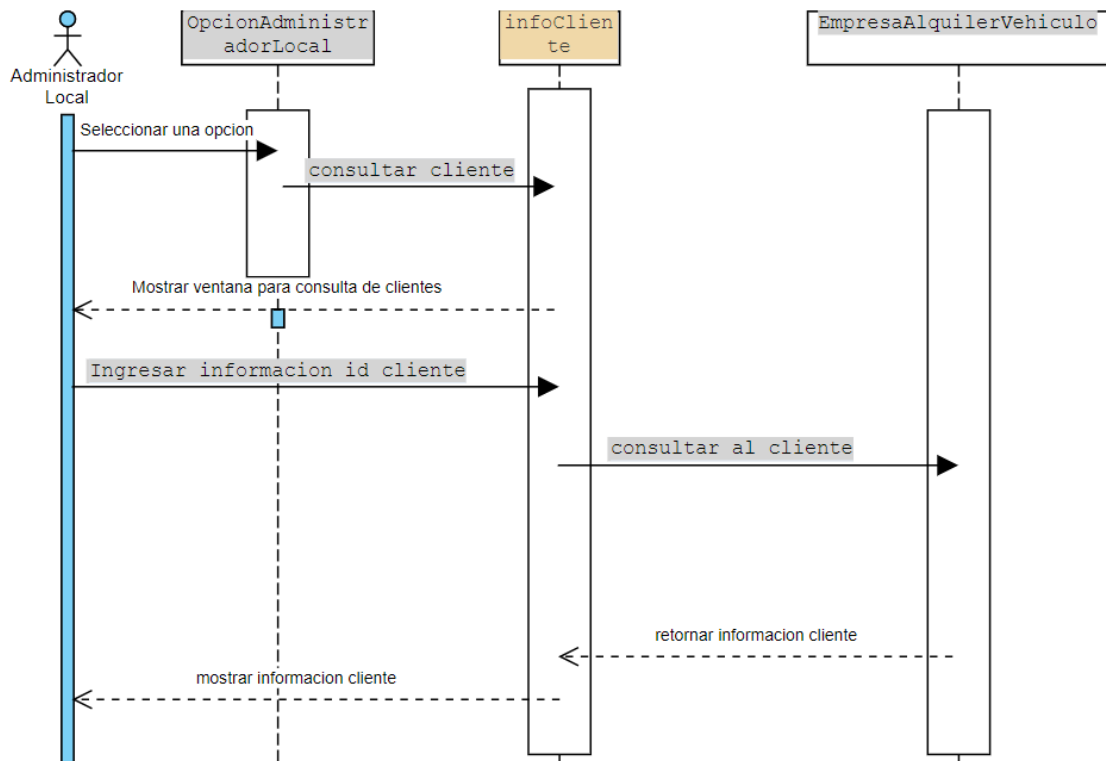 OpcionAdministr
adorLocal
infoClien
te
EmpresaAlquilerVehiculo
Administrador
Local
Seleccionar una opcion
consultar cliente
Mostrar ventana para consulta de clientes
Ingresar informacion id cliente
consultar al cliente
retornar informacion cliente
mostrar informacion cliente